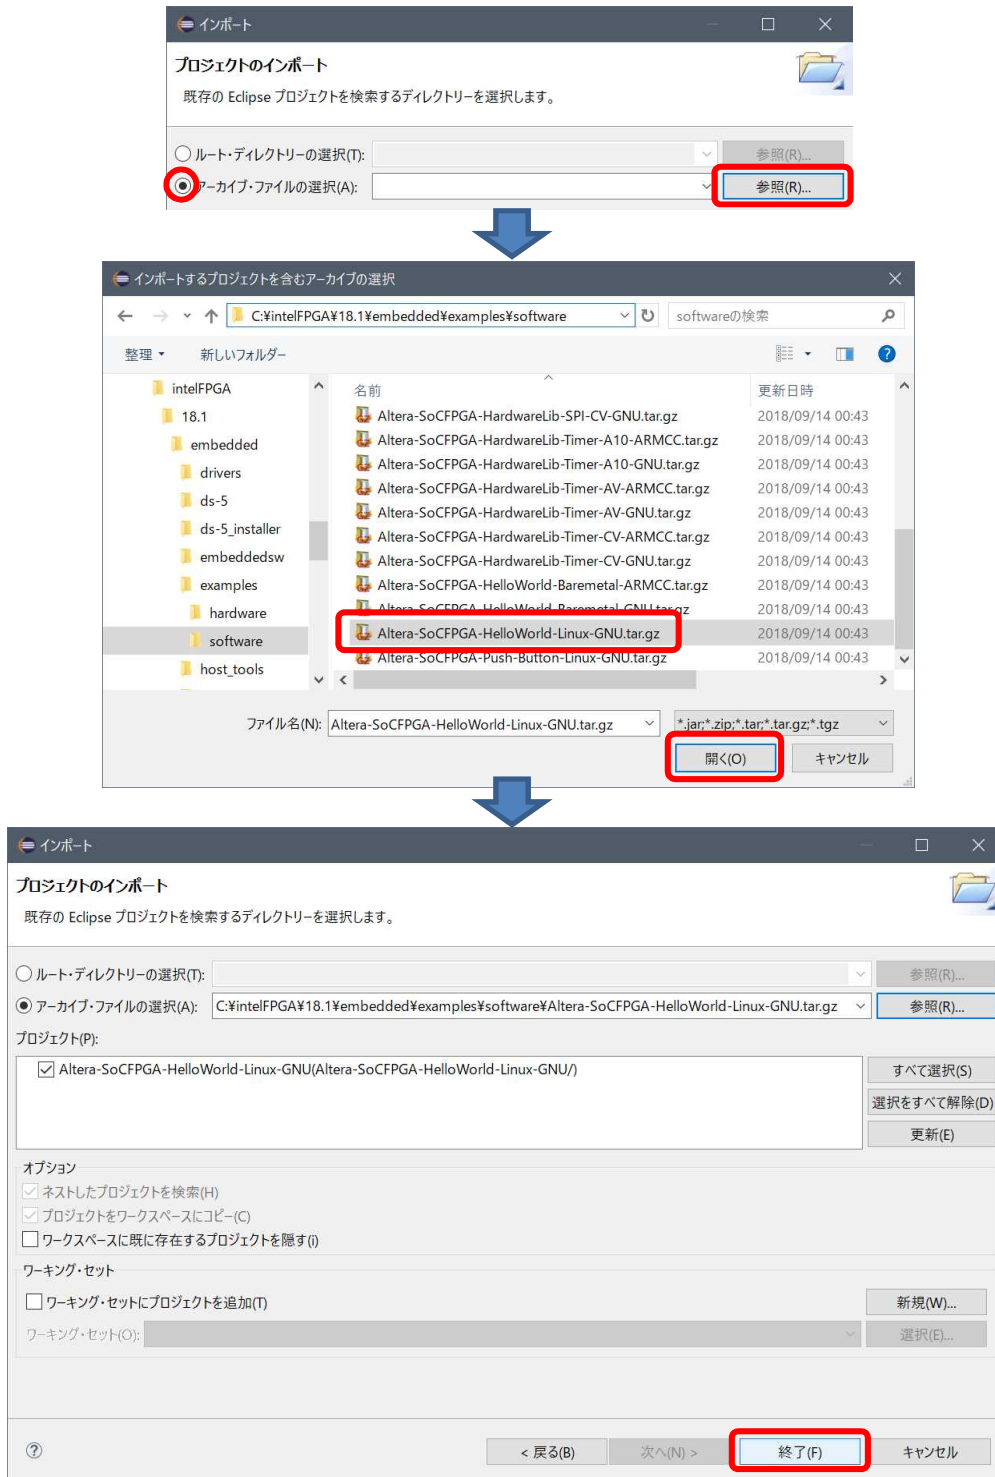 インポート
プロジェクトのインポート
既存の Eclipse プロジェクトを検索するディレクトリーを選択します。
ルート・ディレクトリーの選択(T):
参照(R)...
アーカイブ・ファイルの選択(A):
参照(R)...
インポートするプロジェクトを含むアーカイブの選択
C:¥intelFPGA¥18.1¥embedded¥examples¥software
softwareの検索
整理
新しいフォルダー
intelFPGA
18.1
embedded
drivers
ds-5
ds-5_installer
embeddedsw
examples
hardware
software
host_tools
名前
更新日時
Altera-SoCFPGA-HardwareLib-SPI-CV-GNU.tar.gz 2018/09/14 00:43
Altera-SoCFPGA-HardwareLib-Timer-A10-ARMCC.tar.gz 2018/09/14 00:43
Altera-SoCFPGA-HardwareLib-Timer-A10-GNU.tar.gz 2018/09/14 00:43
Altera-SoCFPGA-HardwareLib-Timer-AV-ARMCC.tar.gz 2018/09/14 00:43
Altera-SoCFPGA-HardwareLib-Timer-AV-GNU.tar.gz 2018/09/14 00:43
Altera-SoCFPGA-HardwareLib-Timer-CV-ARMCC.tar.gz 2018/09/14 00:43
Altera-SoCFPGA-HardwareLib-Timer-CV-GNU.tar.gz 2018/09/14 00:43
Altera-SoCFPGA-HelloWorld-Baremetal-ARMCC.tar.gz 2018/09/14 00:43
Altera-SoCFPGA-HelloWorld-Baremetal-GNU.tar.gz 2018/09/14 00:43
Altera-SoCFPGA-HelloWorld-Linux-GNU.tar.gz 2018/09/14 00:43
Altera-SoCFPGA-Push-Button-Linux-GNU.tar.gz 2018/09/14 00:43
ファイル名(N): Altera-SoCFPGA-HelloWorld-Linux-GNU.tar.gz
*.jar;*.zip;*.tar;*.tar.gz;*.tgz
開く(O)
キャンセル
インポート
プロジェクトのインポート
既存の Eclipse プロジェクトを検索するディレクトリーを選択します。
ルート・ディレクトリーの選択(T):
参照(R)...
アーカイブ・ファイルの選択(A): C:¥intelFPGA¥18.1¥embedded¥examples¥software¥Altera-SoCFPGA-HelloWorld-Linux-GNU.tar.gz
参照(R)...
プロジェクト(P):
Altera-SoCFPGA-HelloWorld-Linux-GNU(Altera-SoCFPGA-HelloWorld-Linux-GNU/)
すべて選択(S)
選択をすべて解除(D)
更新(E)
オプション
ネストしたプロジェクトを検索(H)
プロジェクトをワークスペースにコピー(C)
ワークスペースに既に存在するプロジェクトを隠す(i)
ワーキング・セット
ワーキング・セットにプロジェクトを追加(T)
新規(W)...
ワーキング・セット(O):
選択(E)...
< 戻る(B)
次へ(N) >
終了(F)
キャンセル